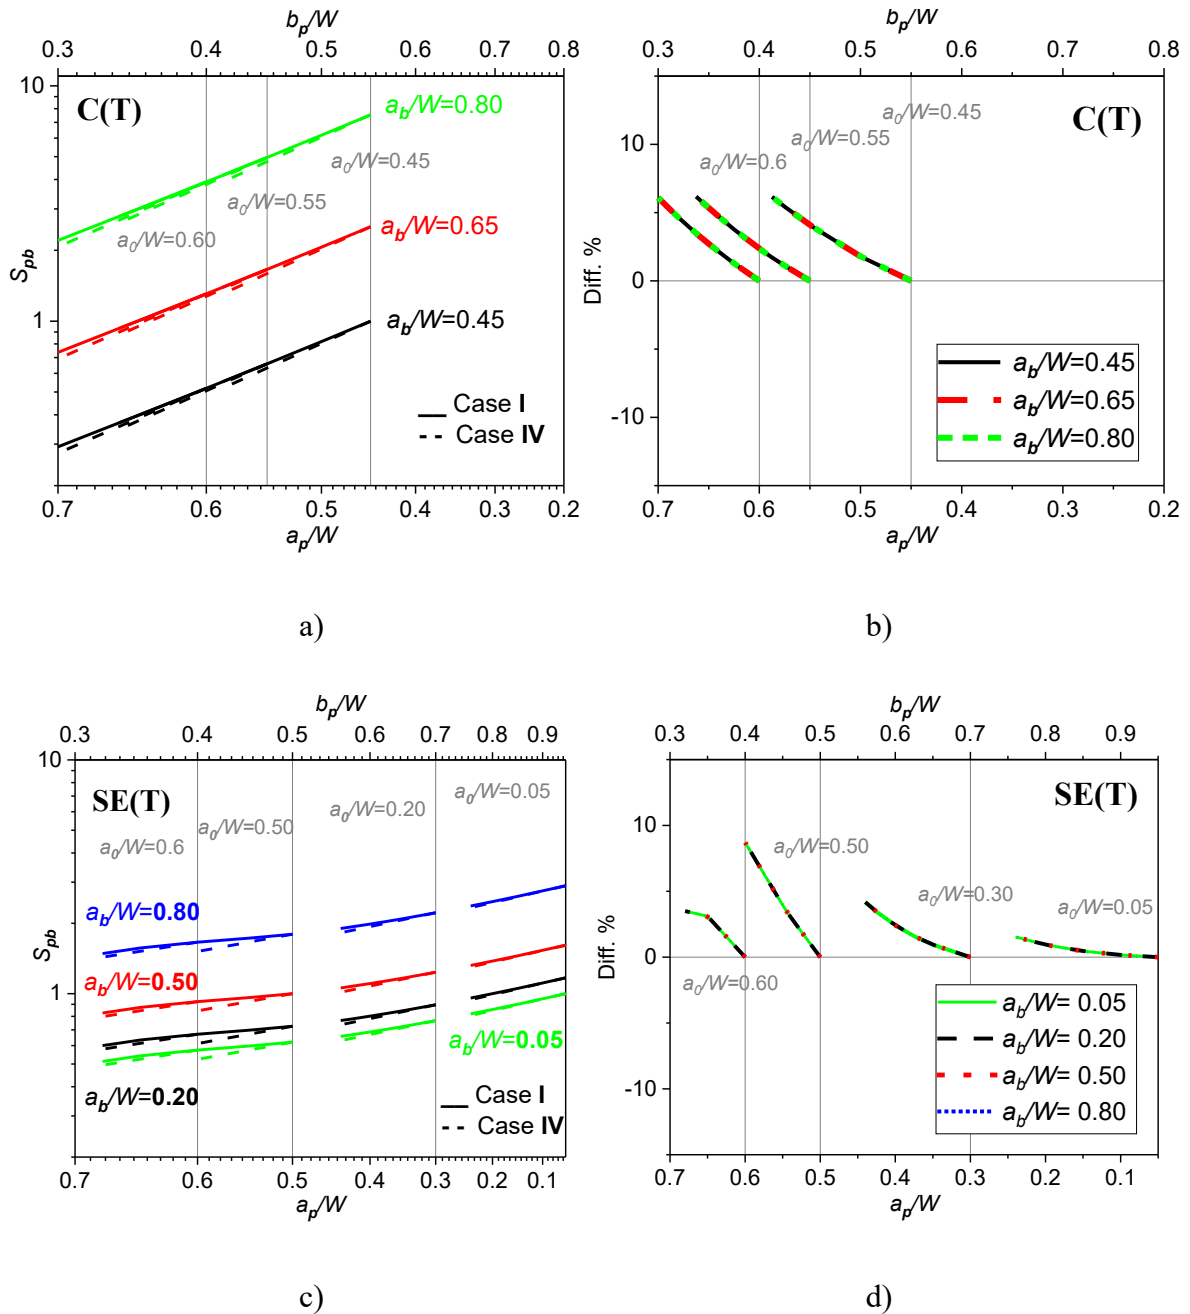 b_p/W
0.3 0.4 0.5 0.6 0.7 0.8
10
C(T)
a_b/W=0.80
a_0/W=0.45
a_0/W=0.55
a_b/W=0.65
a_0/W=0.60
S_pb
1
a_b/W=0.45
Case I
Case IV
0.7 0.6 0.5 0.4 0.3 0.2
a_p/W
a)
b_p/W
0.3 0.4 0.5 0.6 0.7 0.8
C(T)
a_0/W=0.45
a_0/W=0.55
a_0/W=0.6
10
0
-10
Diff. %
a_b/W=0.45
a_b/W=0.65
a_b/W=0.80
0.7 0.6 0.5 0.4 0.3 0.2
a_p/W
b)
b_p/W
0.3 0.4 0.5 0.6 0.7 0.8 0.9
10
SE(T)
a_0/W=0.05
a_0/W=0.20
a_0/W=0.50
a_0/W=0.6
a_b/W=0.80
S_pb
1
a_b/W=0.50
a_b/W=0.05
a_b/W=0.20
Case I
Case IV
0.7 0.6 0.5 0.4 0.3 0.2 0.1
a_p/W
c)
b_p/W
0.3 0.4 0.5 0.6 0.7 0.8 0.9
SE(T)
10
0
-10
Diff. %
a_0/W=0.50
a_0/W=0.30
a_0/W=0.05
a_0/W=0.60
a_b/W= 0.05
a_b/W= 0.20
a_b/W= 0.50
a_b/W= 0.80
0.7 0.6 0.5 0.4 0.3 0.2 0.1
a_p/W
d)